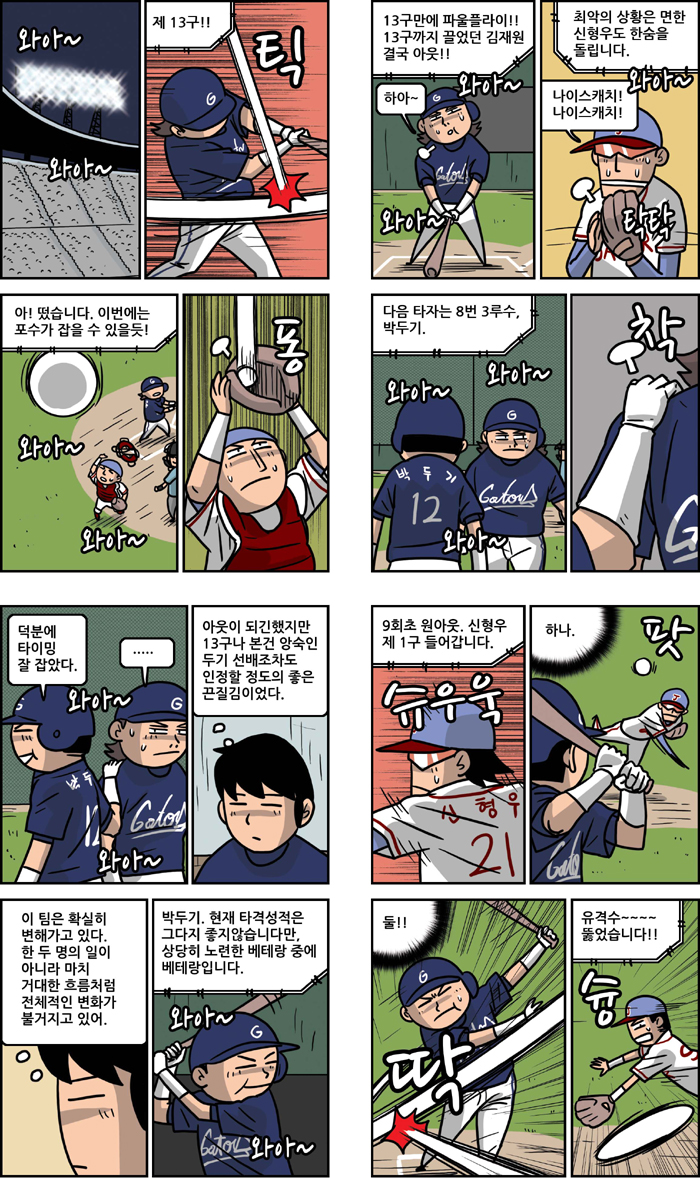 와아~
와아~
제 13구!!
틱
G
아! 떴습니다. 이번에는
포수가 잡을 수 있을듯!
와아~
와아~
퐁
13구만에 파울플라이!!
13구까지 끌었던 김재원
결국 아웃!!
하아~
와아~
G
Gators
와아~
최악의 상황은 면한
신형우도 한숨을
돌립니다.
와아~
나이스캐치!
나이스캐치!
J
탁탁
다음 타자는 8번 3루수,
박두기.
와아~
와아~
G
박두기
12
Gators
와아~
착
덕분에
타이밍
잘 잡았다.
.....
와아~
G
박두
Gators
와아~
아웃이 되긴했지만
13구나 본건 앙숙인
두기 선배조차도
인정할 정도의 좋은
끈질김이었다.
이 팀은 확실히
변해가고 있다.
한 두 명의 일이
아니라 마치
거대한 흐름처럼
전체적인 변화가
불거지고 있어.
박두기. 현재 타격성적은
그다지 좋지않습니다만,
상당히 노련한 베테랑 중에
베테랑입니다.
와아~
G
Gators
와아~
9회초 원아웃. 신형우
제 1구 들어갑니다.
슈우욱
신형우
21
하나.
팟
J
Gato
둘!!
G
딱
유격수~~~~
뚫었습니다!!
슝
J